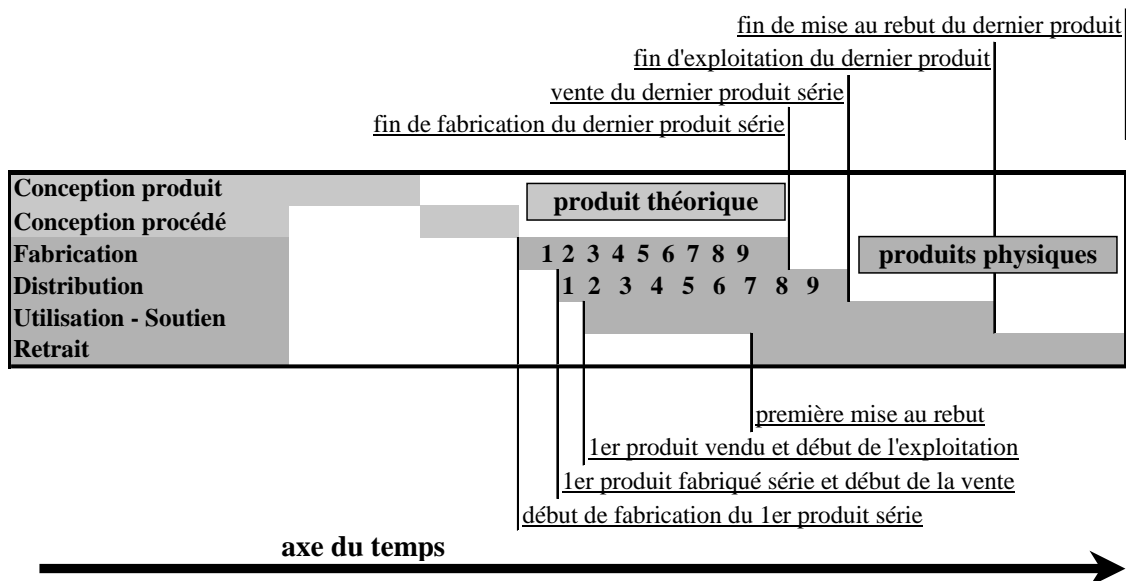 fin de mise au rebut du dernier produit
fin d'exploitation du dernier produit
vente du dernier produit série
fin de fabrication du dernier produit série
Conception produit
produit théorique
Conception procédé
Fabrication
1 2 3 4 5 6 7 8 9
produits physiques
Distribution
1 2 3 4 5 6 7 8 9
Utilisation - Soutien
Retrait
première mise au rebut
1er produit vendu et début de l'exploitation
1er produit fabriqué série et début de la vente
début de fabrication du 1er produit série
axe du temps